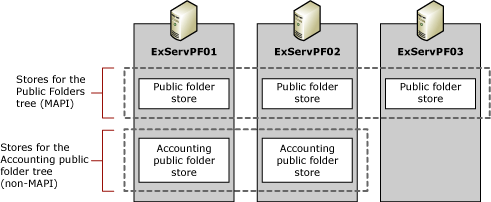 ExServPF01
ExServPF02
ExServPF03
Stores for the
Public Folders
tree (MAPI)
Public folder
store
Public folder
store
Public folder
store
Stores for the
Accounting public
folder tree
(non-MAPI)
Accounting
public folder
store
Accounting
public folder
store